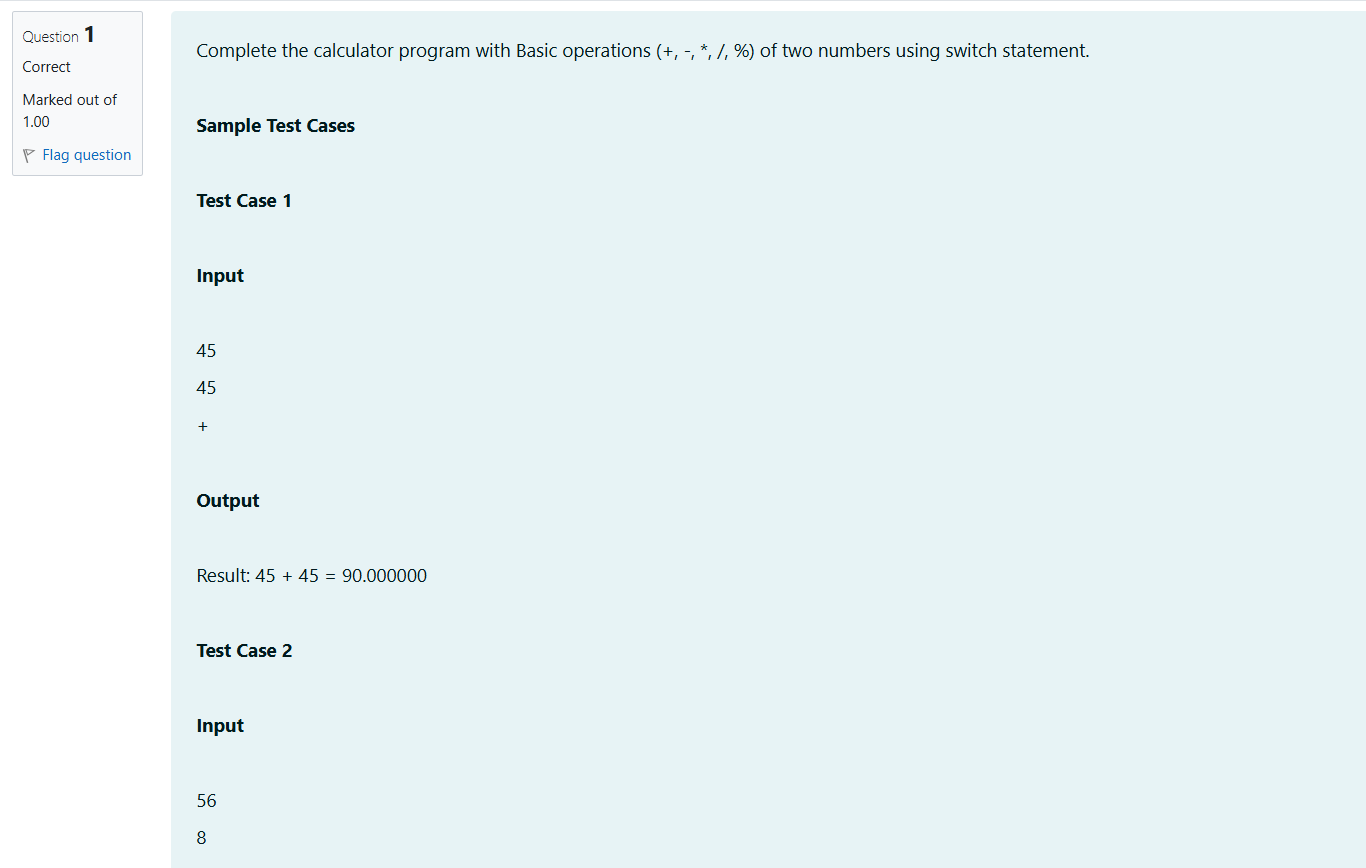 Question 1
Correct
Marked out of
1.00
Flag question
Complete the calculator program with Basic operations (+, -, *, /, %) of two numbers using switch statement.
Sample Test Cases
Test Case 1
Input
45
45
+
Output
Result: 45 + 45 = 90.000000
Test Case 2
Input
56
8